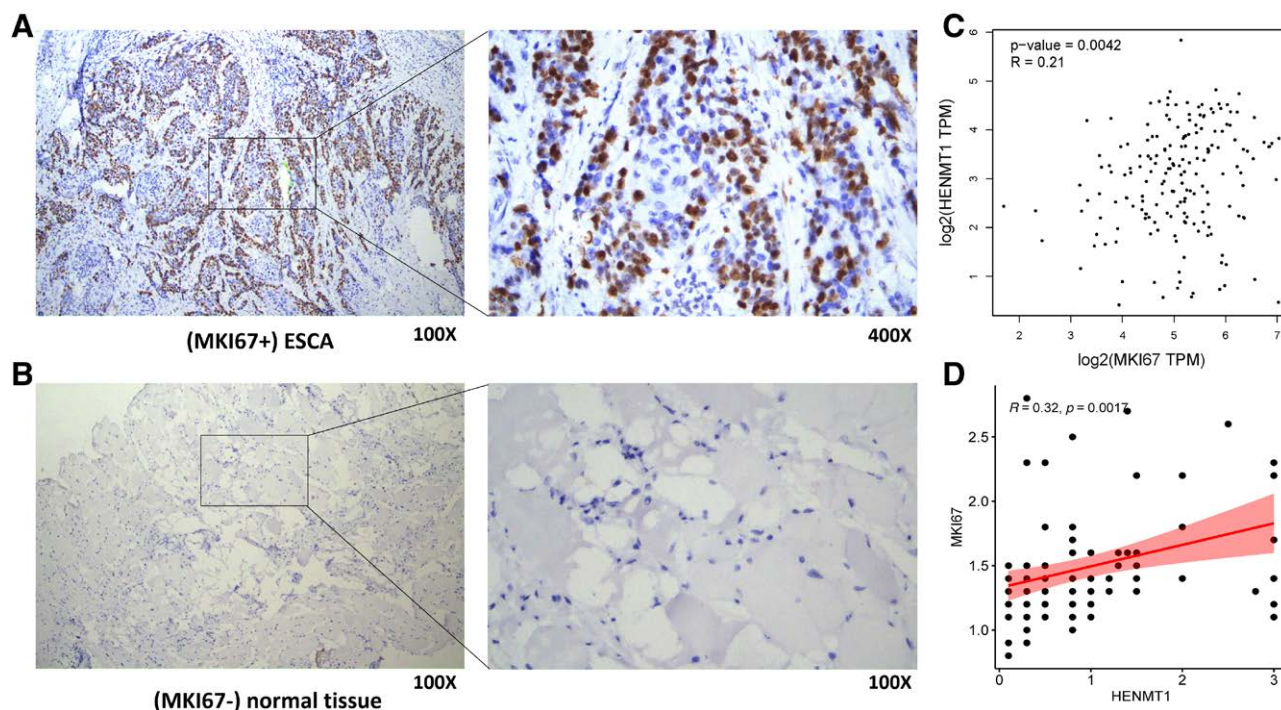 A
(MKI67+) ESCA
100X
400X
B
(MKI67-) normal tissue
100X
100X
C
p-value = 0.0042
R = 0.21
6
5
4
3
2
1
log2(HENMT1 TPM)
2 3 4 5 6 7
log2(MKI67 TPM)
D
R = 0.32, p = 0.0017
2.5
2.0
1.5
1.0
MKI67
0 1 2 3
HENMT1